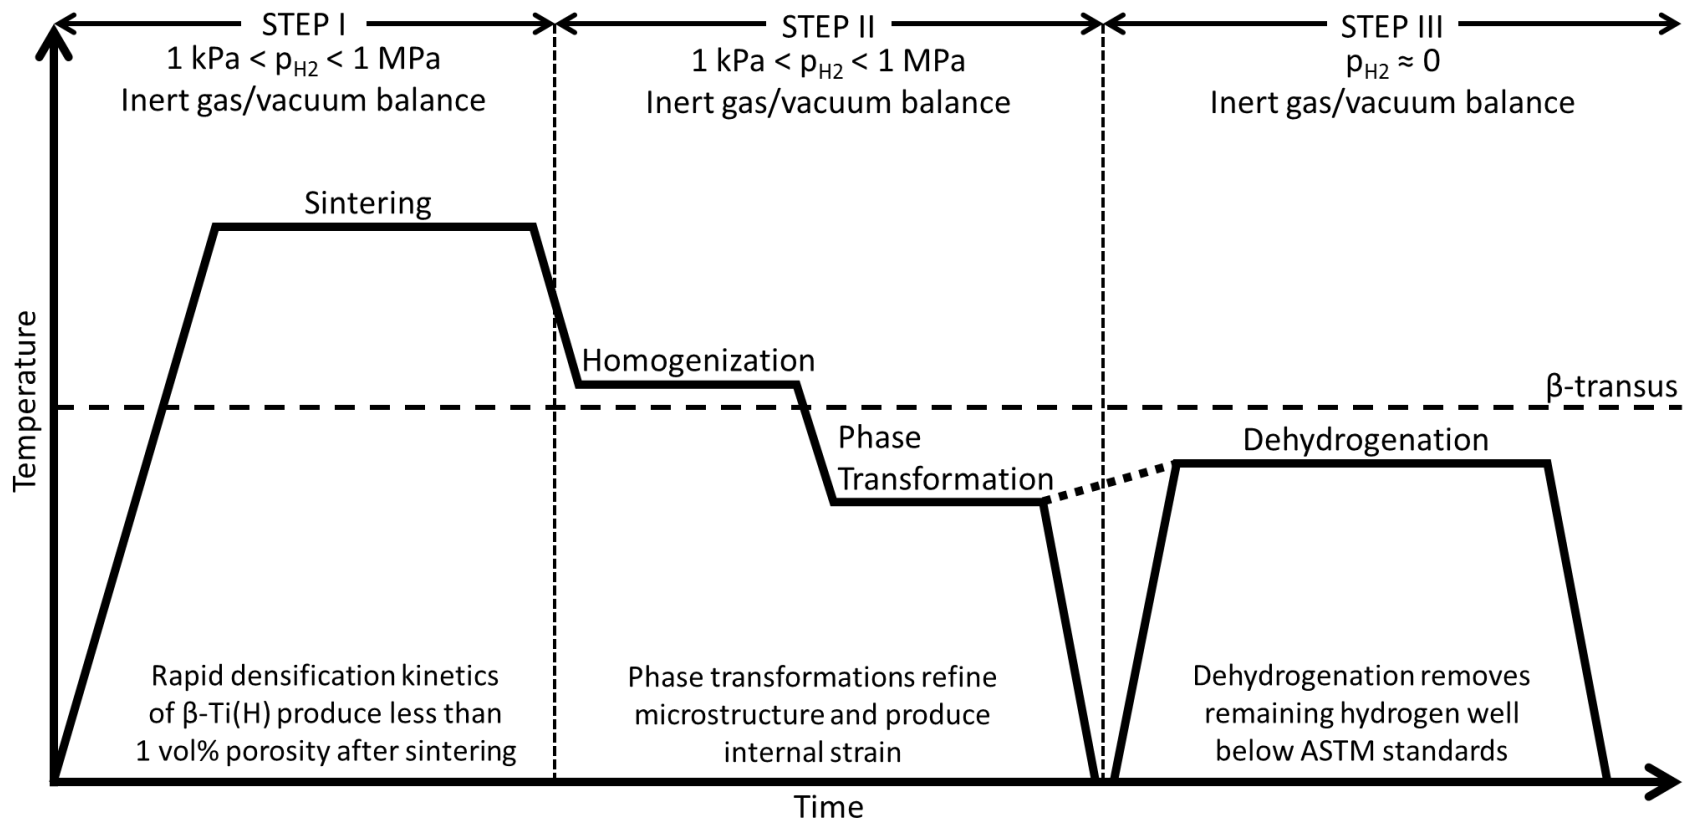 STEP I
1 kPa < pH2 < 1 MPa
Inert gas/vacuum balance
STEP II
1 kPa < pH2 < 1 MPa
Inert gas/vacuum balance
STEP III
pH2 ≈ 0
Inert gas/vacuum balance
Sintering
Homogenization
β-transus
Phase
Transformation
Dehydrogenation
Temperature
Rapid densification kinetics
of β-Ti(H) produce less than
1 vol% porosity after sintering
Phase transformations refine
microstructure and produce
internal strain
Dehydrogenation removes
remaining hydrogen well
below ASTM standards
Time